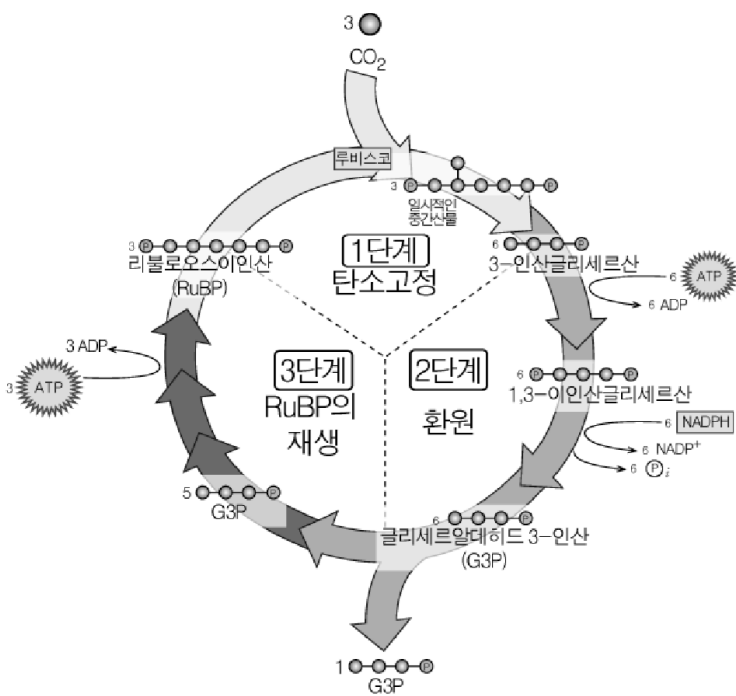 3
CO₂
루비스코
3 P P
일시적인
중간산물
3 P P
리불로오스이인산
(RuBP)
1단계
탄소고정
6 P
3-인산글리세르산
6 ATP
6 ADP
3 ADP
3 ATP
3단계
RuBP의
재생
2단계
환원
6 P P
1,3-이인산글리세르산
6 NADPH
6 NADP⁺
6 Pi
5 P
G3P
6 P
글리세르알데히드 3-인산
(G3P)
1 P
G3P